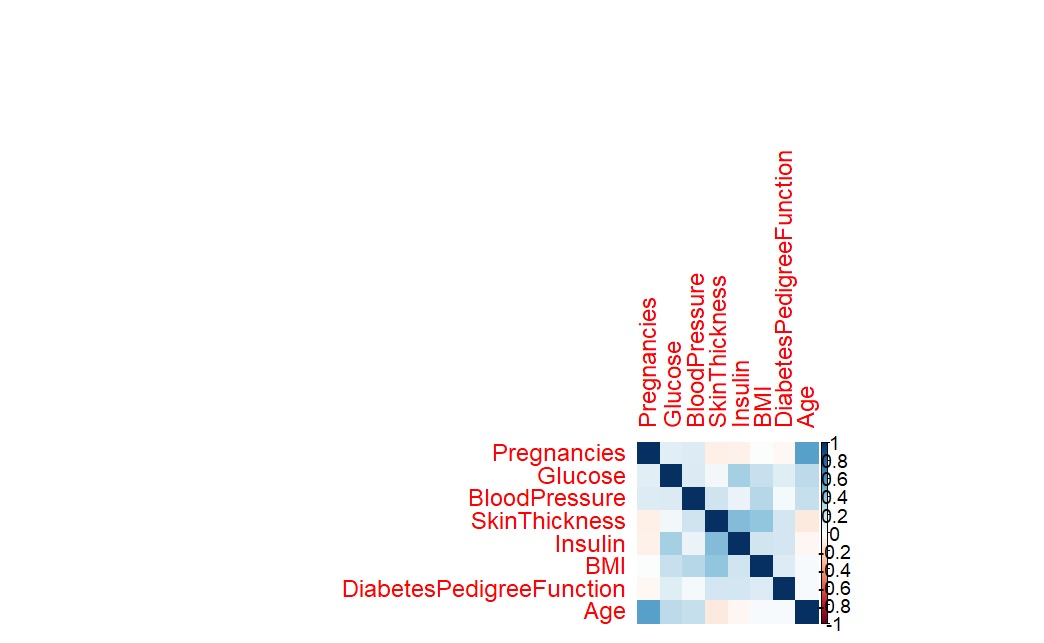 Pregnancies
Glucose
BloodPressure
SkinThickness
Insulin
BMI
DiabetesPedigreeFunction
Age
Pregnancies
Glucose
BloodPressure
SkinThickness
Insulin
BMI
DiabetesPedigreeFunction
Age
1
0.8
0.6
0.4
0.2
0
-0.2
-0.4
-0.6
-0.8
-1